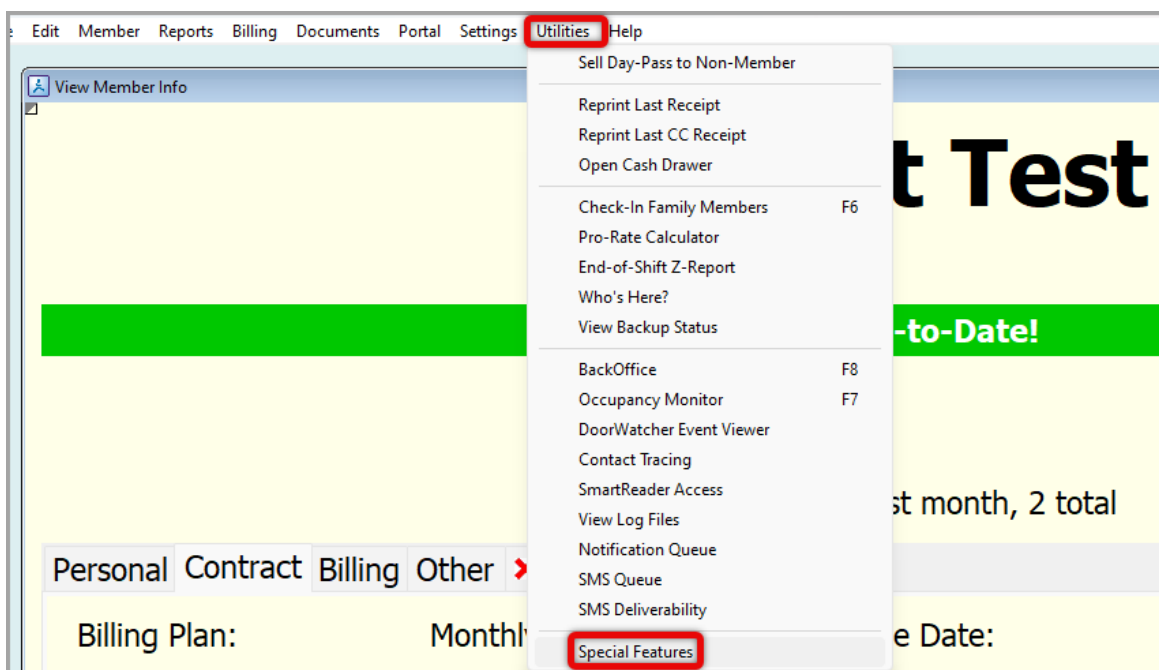 Edit Member Reports Billing Documents Portal Settings Utilities Help
View Member Info
Sell Day-Pass to Non-Member
Reprint Last Receipt
Reprint Last CC Receipt
Open Cash Drawer
Test
Check-In Family Members F6
Pro-Rate Calculator
End-of-Shift Z-Report
Who's Here?
View Backup Status
-to-Date!
BackOffice F8
Occupancy Monitor F7
DoorWatcher Event Viewer
Contact Tracing
SmartReader Access
month, 2 total
View Log Files
Notification Queue
SMS Queue
SMS Deliverability
Personal Contract Billing Other
Billing Plan:
Date:
Special Features